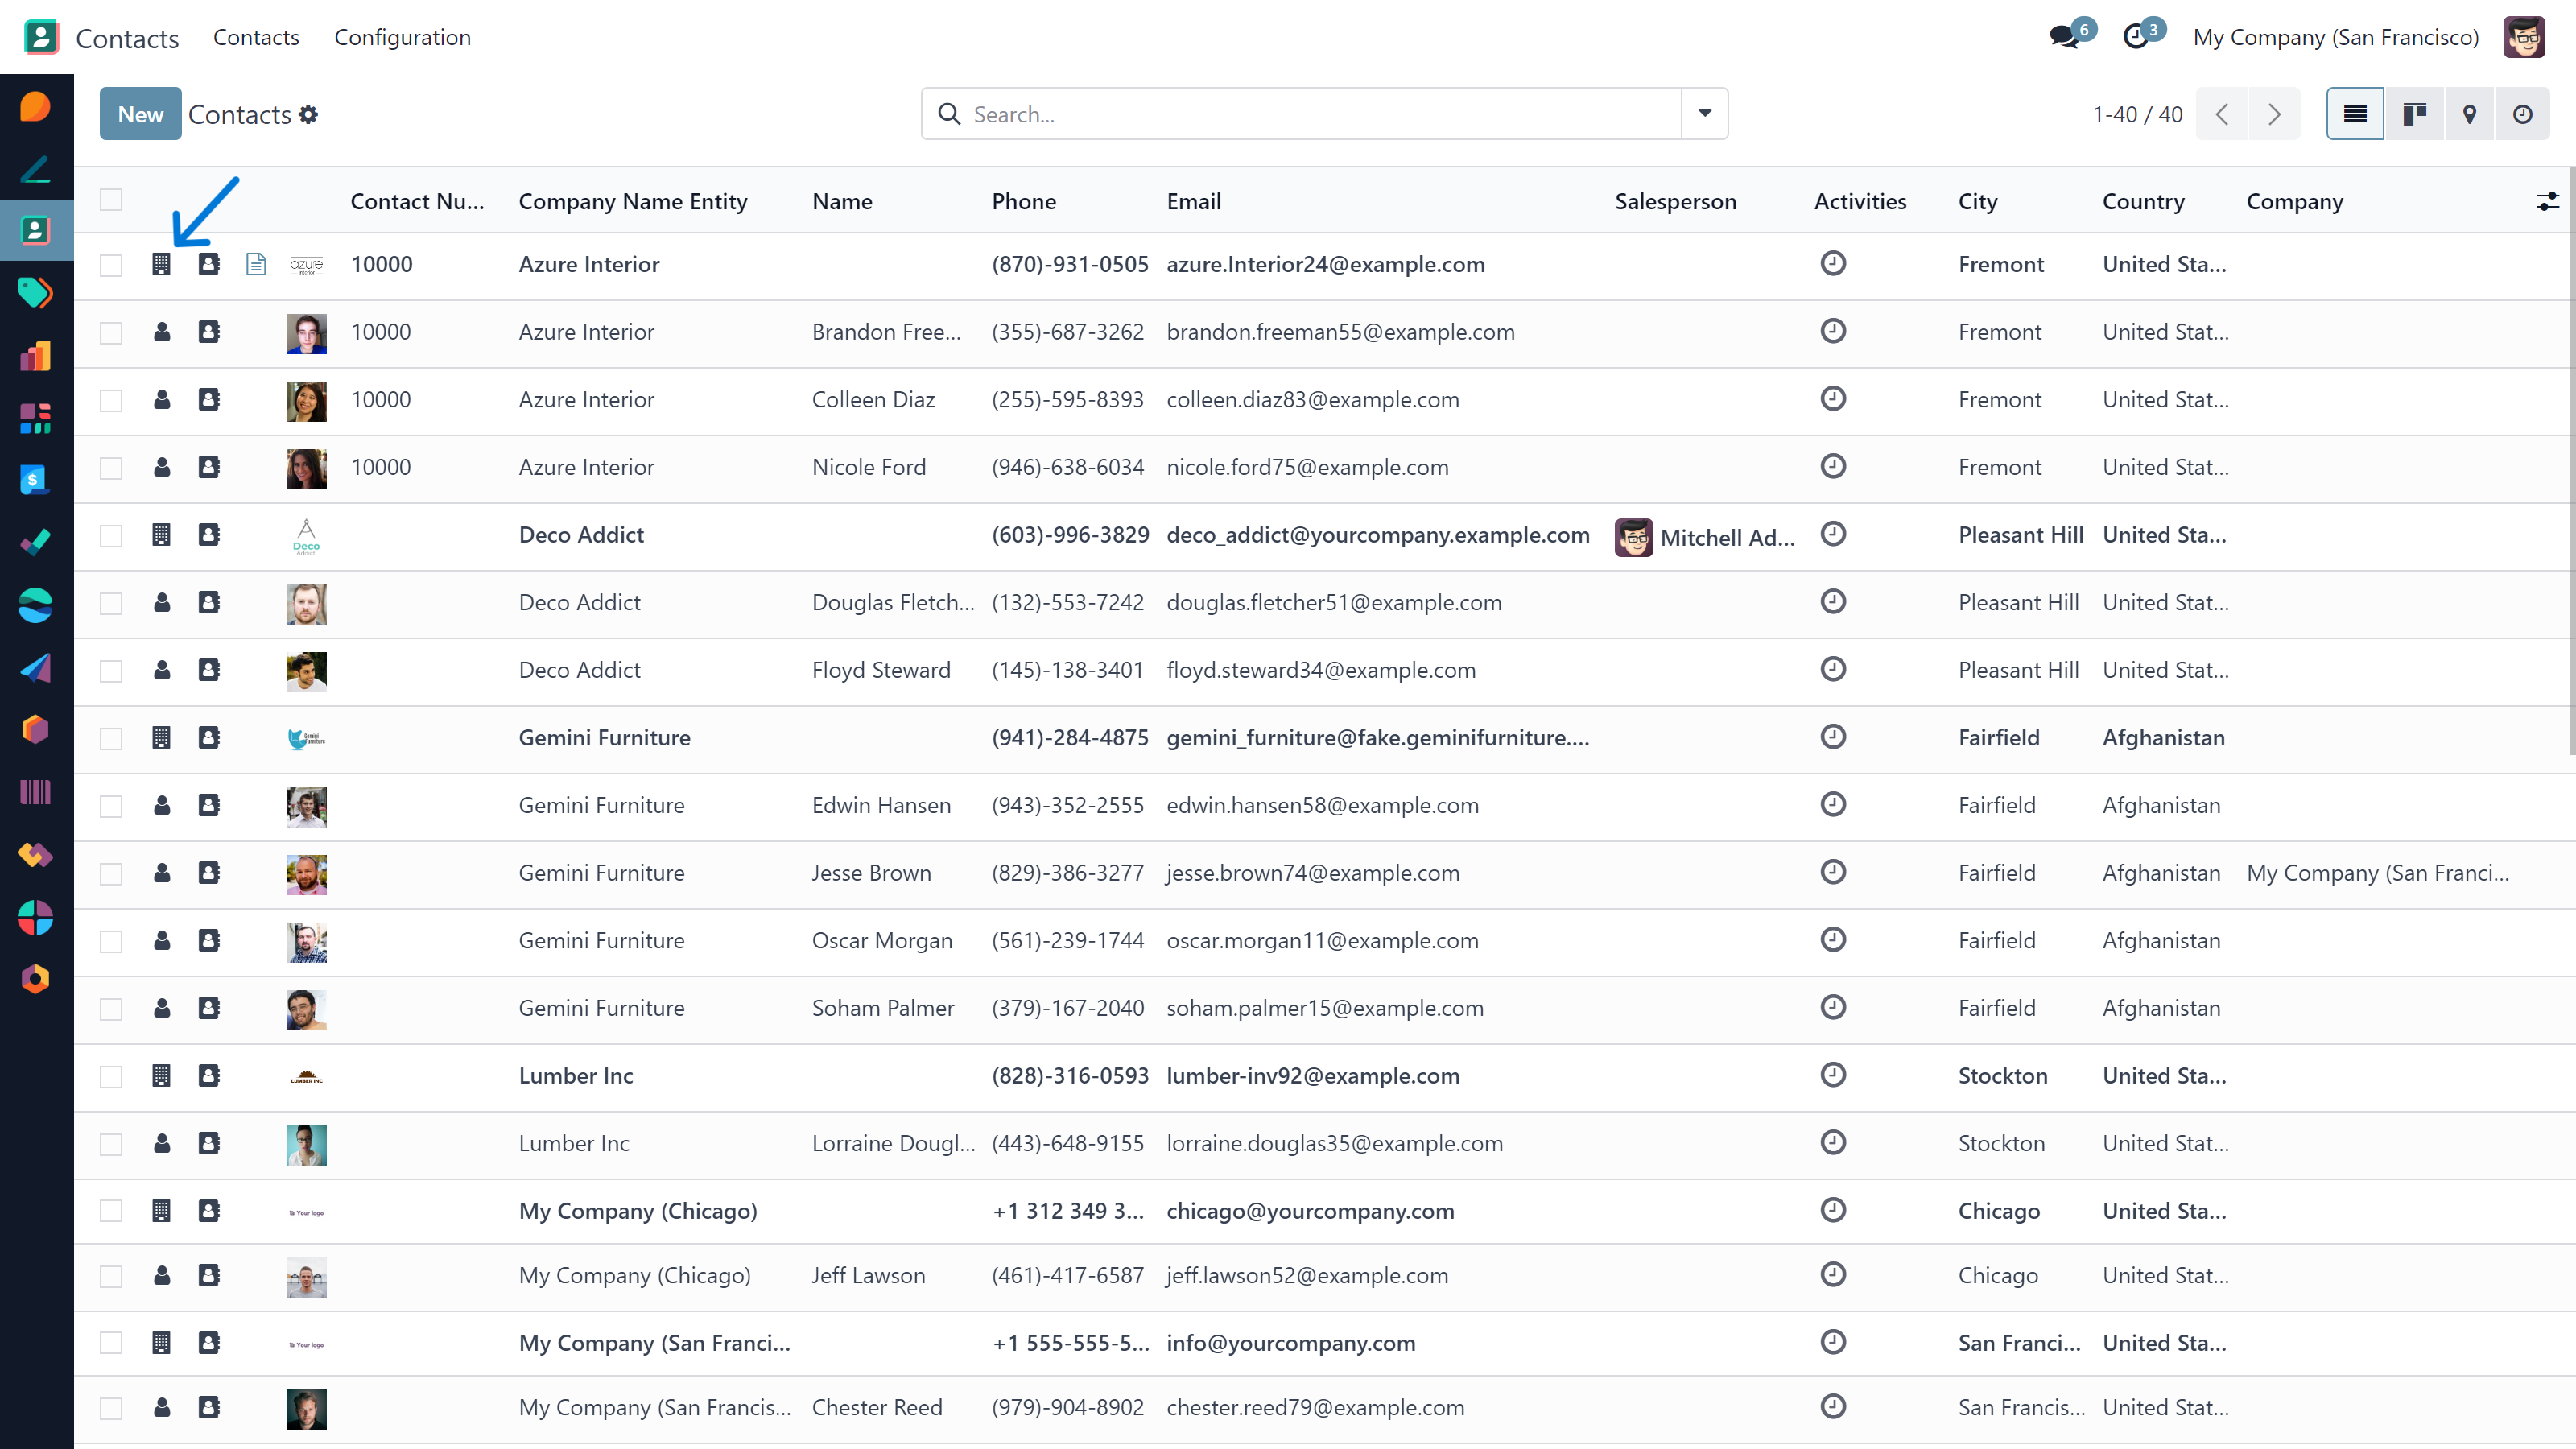 Contacts Contacts Configuration 6 3 My Company (San Francisco)
New Contacts Search... 1-40 / 40
Contact Nu... Company Name Entity Name Phone Email Salesperson Activities City Country Company
azure interior 10000 Azure Interior (870)-931-0505 azure.Interior24@example.com Fremont United Sta...
10000 Azure Interior Brandon Free... (355)-687-3262 brandon.freeman55@example.com Fremont United Stat...
10000 Azure Interior Colleen Diaz (255)-595-8393 colleen.diaz83@example.com Fremont United Stat...
10000 Azure Interior Nicole Ford (946)-638-6034 nicole.ford75@example.com Fremont United Stat...
Deco Addict Deco Addict (603)-996-3829 deco_addict@yourcompany.example.com Mitchell Ad... Pleasant Hill United Sta...
Deco Addict Douglas Fletch... (132)-553-7242 douglas.fletcher51@example.com Pleasant Hill United Stat...
Deco Addict Floyd Steward (145)-138-3401 floyd.steward34@example.com Pleasant Hill United Stat...
Gemini Furniture Gemini Furniture (941)-284-4875 gemini_furniture@fake.geminifurniture.... Fairfield Afghanistan
Gemini Furniture Edwin Hansen (943)-352-2555 edwin.hansen58@example.com Fairfield Afghanistan
Gemini Furniture Jesse Brown (829)-386-3277 jesse.brown74@example.com Fairfield Afghanistan My Company (San Franci...
Gemini Furniture Oscar Morgan (561)-239-1744 oscar.morgan11@example.com Fairfield Afghanistan
Gemini Furniture Soham Palmer (379)-167-2040 soham.palmer15@example.com Fairfield Afghanistan
LUMBER INC Lumber Inc (828)-316-0593 lumber-inv92@example.com Stockton United Sta...
Lumber Inc Lorraine Dougl... (443)-648-9155 lorraine.douglas35@example.com Stockton United Stat...
Your logo My Company (Chicago) +1 312 349 3... chicago@yourcompany.com Chicago United Sta...
My Company (Chicago) Jeff Lawson (461)-417-6587 jeff.lawson52@example.com Chicago United Stat...
Your logo My Company (San Franci... +1 555-555-5... info@yourcompany.com San Franci... United Sta...
My Company (San Francis... Chester Reed (979)-904-8902 chester.reed79@example.com San Francis... United Stat...